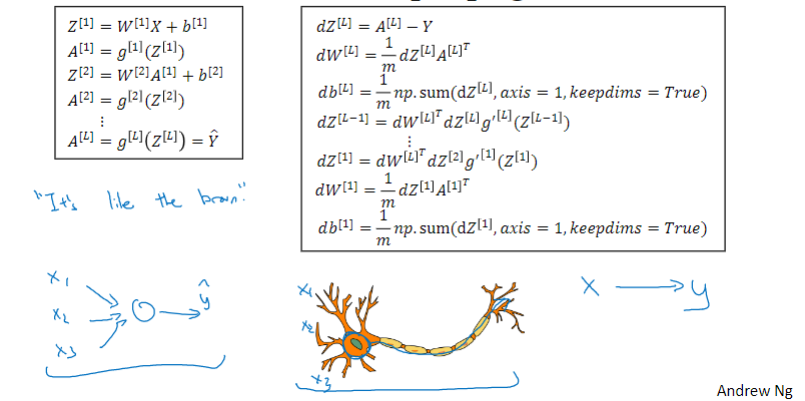 Z[1] = W[1]X + b[1]
A[1] = g[1](Z[1])
Z[2] = W[2]A[1] + b[2]
A[2] = g[2](Z[2])
⋮
A[L] = g[L](Z[L]) = Ŷ
dZ[L] = A[L] − Y
dW[L] = 1/m dZ[L]A[L]T
db[L] = 1/m np.sum(dZ[L], axis = 1, keepdims = True)
dZ[L−1] = dW[L]T dZ[L]g′[L](Z[L−1])
⋮
dZ[1] = dW[L]T dZ[2]g′[1](Z[1])
dW[1] = 1/m dZ[1]A[1]T
db[1] = 1/m np.sum(dZ[1], axis = 1, keepdims = True)
"It's like the brain".
x1
x2
x3
ŷ
x1
x2
x3
x → y
Andrew Ng